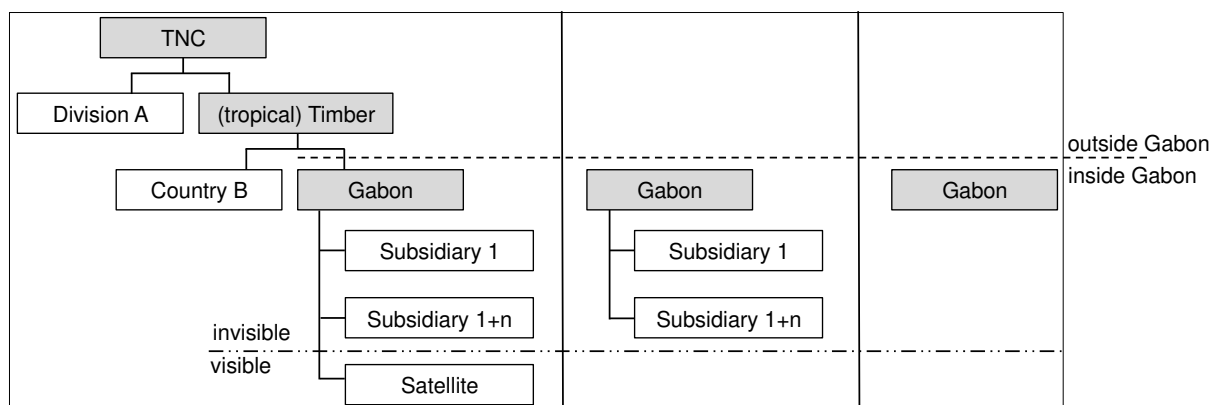 TNC
Division A
(tropical) Timber
outside Gabon
Country B
Gabon
Gabon
Gabon
inside Gabon
Subsidiary 1
Subsidiary 1
Subsidiary 1+n
Subsidiary 1+n
invisible
visible
Satellite